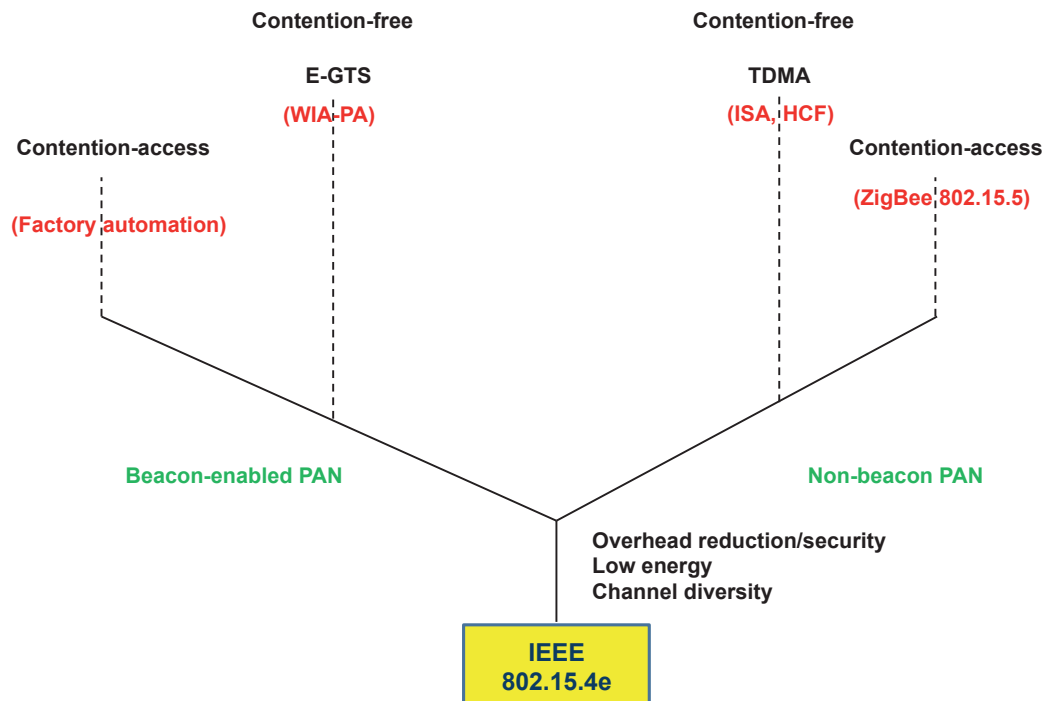 Contention-free
Contention-free
E-GTS
TDMA
(WIA-PA)
(ISA, HCF)
Contention-access
Contention-access
(Factory automation)
(ZigBee 802.15.5)
Beacon-enabled PAN
Non-beacon PAN
Overhead reduction/security
Low energy
Channel diversity
IEEE
802.15.4e